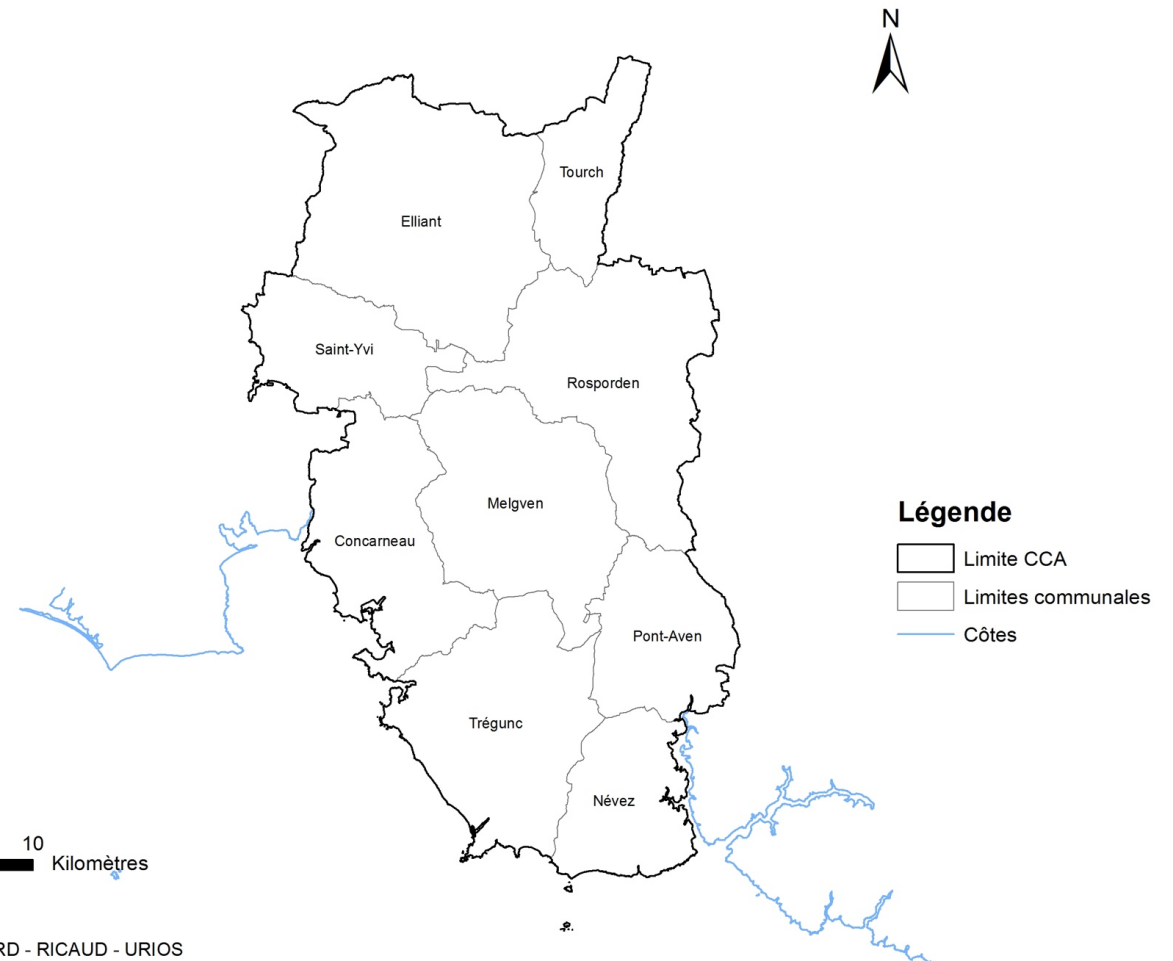 N
Tourch
Elliant
Saint-Yvi
Rosporden
Melgven
Concarneau
Légende
Limite CCA
Limites communales
Côtes
Pont-Aven
Trégunc
Névez
10
Kilomètres
RD - RICAUD - URIOS